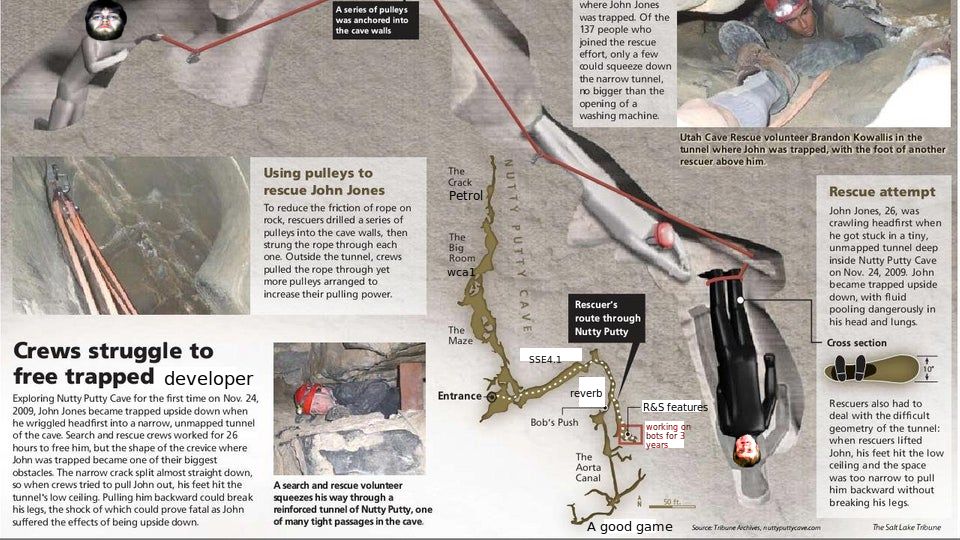 A series of pulleys
was anchored into
the cave walls
where John Jones
was trapped. Of the
137 people who
joined the rescue
effort, only a few
could squeeze down
the narrow tunnel,
no bigger than the
opening of a
washing machine.
Utah Cave Rescue volunteer Brandon Kowallis in the
tunnel where John was trapped, with the foot of another
rescuer above him.
Using pulleys to
rescue John Jones
To reduce the friction of rope on
rock, rescuers drilled a series of
pulleys into the cave walls, then
strung the rope through each
one. Outside the tunnel, crews
pulled the rope through yet
more pulleys arranged to
increase their pulling power.
The
Crack
Petrol
The
Big
Room
wca1
The
Maze
NUTTY PUTTY CAVE
Rescuer's
route through
Nutty Putty
SSE4.1
reverb
Entrance
Bob's Push
R&S features
working on
bots for 3
years
The
Aorta
Canal
A good game
A
N
50 ft.
Rescue attempt
John Jones, 26, was
crawling headfirst when
he got stuck in a tiny,
unmapped tunnel deep
inside Nutty Putty Cave
on Nov. 24, 2009. John
became trapped upside
down, with fluid
pooling dangerously in
his head and lungs.
Cross section
10"
Rescuers also had to
deal with the difficult
geometry of the tunnel:
when rescuers lifted
John, his feet hit the low
ceiling and the space
was too narrow to pull
him backward without
breaking his legs.
Crews struggle to
free trapped developer
Exploring Nutty Putty Cave for the first time on Nov. 24,
2009, John Jones became trapped upside down when
he wriggled headfirst into a narrow, unmapped tunnel
of the cave. Search and rescue crews worked for 26
hours to free him, but the shape of the crevice where
John was trapped became one of their biggest
obstacles. The narrow crack split almost straight down,
so when crews tried to pull John out, his feet hit the
tunnel's low ceiling. Pulling him backward could break
his legs, the shock of which could prove fatal as John
suffered the effects of being upside down.
A search and rescue volunteer
squeezes his way through a
reinforced tunnel of Nutty Putty, one
of many tight passages in the cave.
Source: Tribune Archives, nuttyputtycave.com
The Salt Lake Tribune